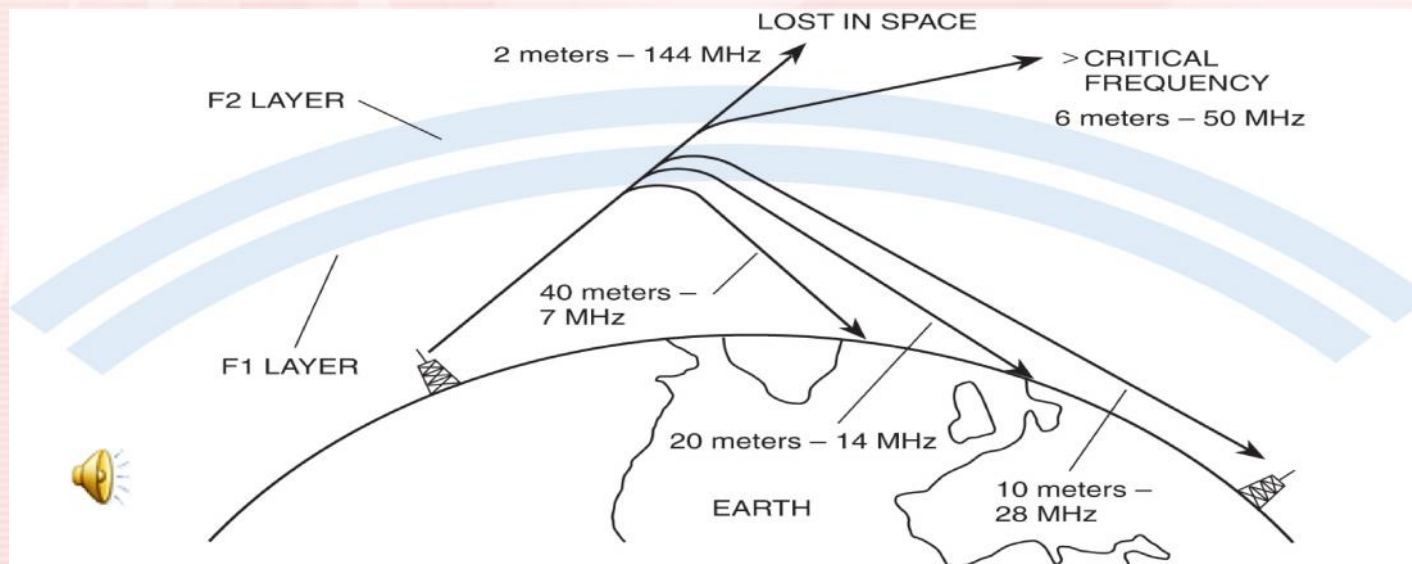 LOST IN SPACE
2 meters – 144 MHz
> CRITICAL
FREQUENCY
6 meters – 50 MHz
F2 LAYER
40 meters –
7 MHz
F1 LAYER
20 meters – 14 MHz
10 meters –
28 MHz
EARTH